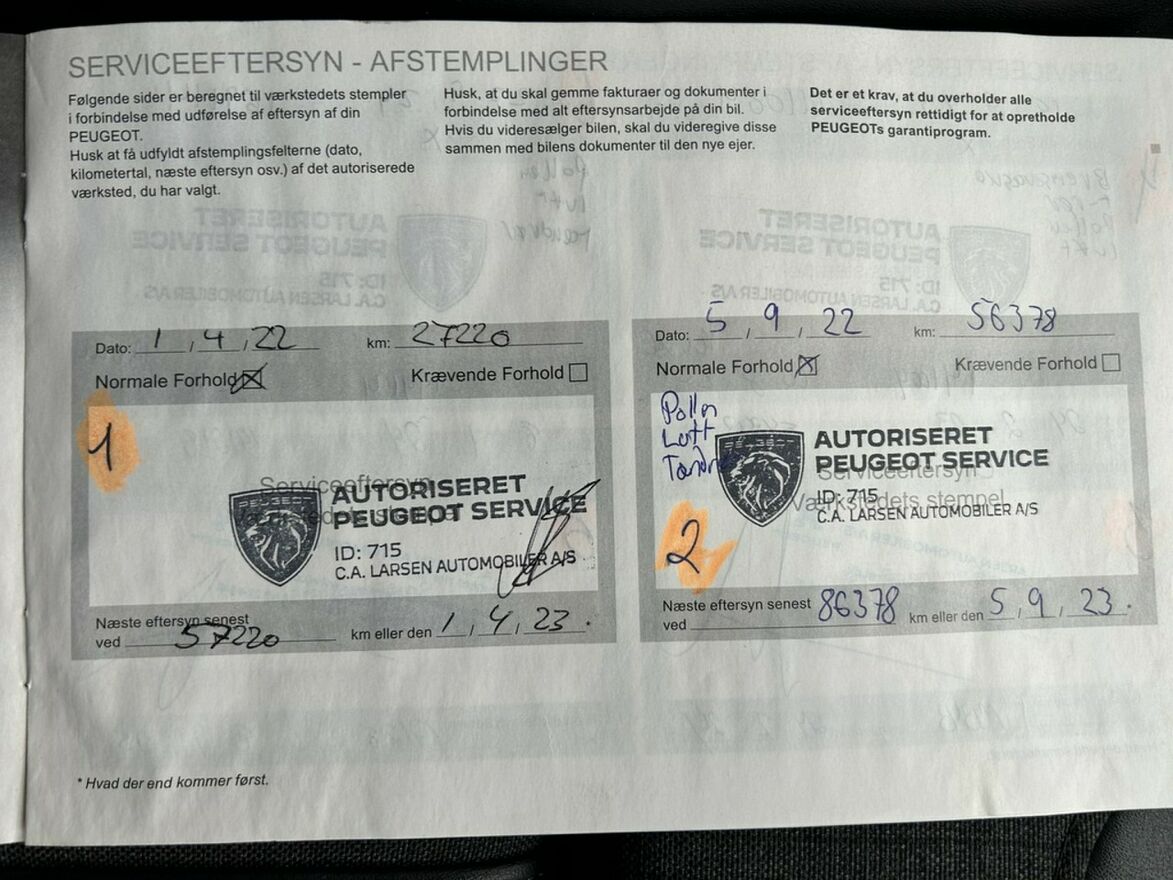 SERVICEEFTERSYN - AFSTEMPLINGER
Følgende sider er beregnet til værkstedets stempler
i forbindelse med udførelse af eftersyn af din
PEUGEOT.
Husk at få udfyldt afstemplingsfelterne (dato,
kilometertal, næste eftersyn osv.) af det autoriserede
værksted, du har valgt.
Husk, at du skal gemme fakturaer og dokumenter i
forbindelse med alt eftersynsarbejde på din bil.
Hvis du videresælger bilen, skal du videregive disse
sammen med bilens dokumenter til den nye ejer.
Det er et krav, at du overholder alle
serviceeftersyn rettidigt for at opretholde
PEUGEOTs garantiprogram.
Dato: 1 / 4 / 22 km: 27220
Normale Forhold Krævende Forhold
1
Serviceeftersyn
AUTORISERET
PEUGEOT SERVICE
ID: 715
C.A. LARSEN AUTOMOBILER A/S
Næste eftersyn senest
ved 57220 km eller den 1 / 4 / 23.
Dato: 5 / 9 / 22 km: 56378
Normale Forhold Krævende Forhold
Pollen
Luft
PEUGEOT
AUTORISERET
PEUGEOT SERVICE
Serviceeftersyn
Værkstedets stempel
ID: 715
C.A. LARSEN AUTOMOBILER A/S
2
Næste eftersyn senest
ved 86378 km eller den 5 / 9 / 23.
* Hvad der end kommer først.